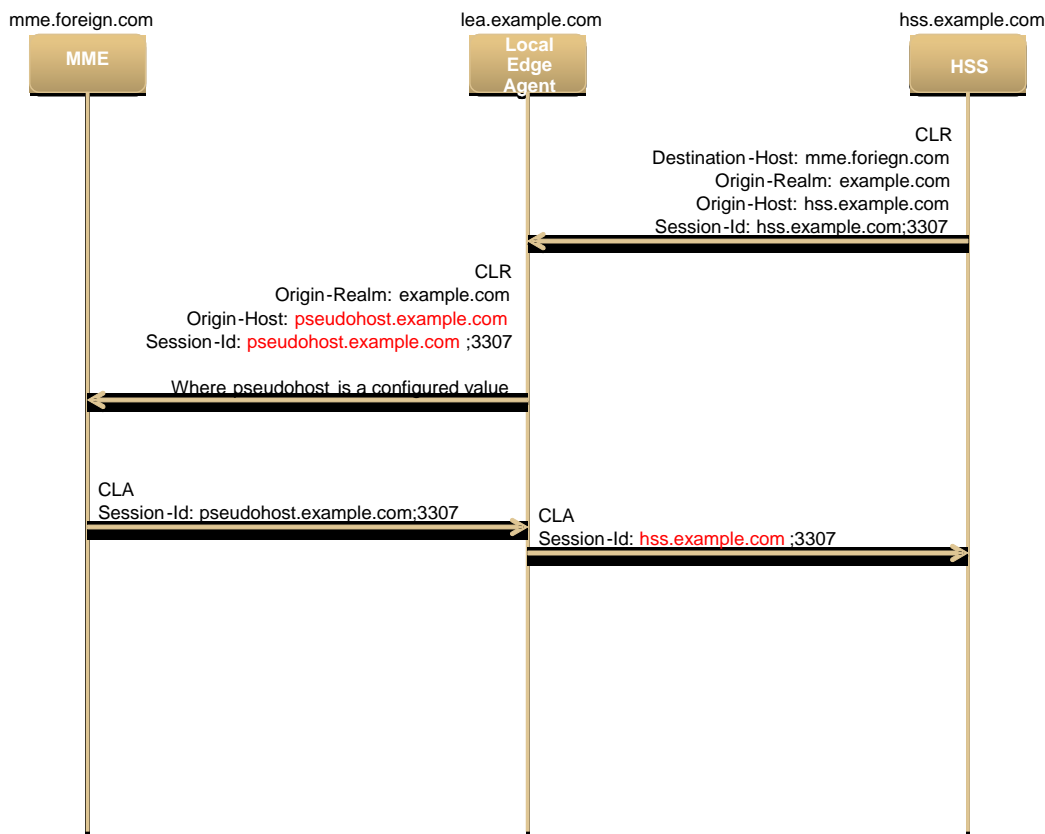 mme.foreign.com
lea.example.com
hss.example.com
MME
Local
Edge
Agent
HSS
CLR
Destination-Host: mme.foriegn.com
Origin-Realm: example.com
Origin-Host: hss.example.com
Session-Id: hss.example.com;3307
CLR
Origin-Realm: example.com
Origin-Host: pseudohost.example.com
Session-Id: pseudohost.example.com ;3307
Where pseudohost is a configured value
CLA
Session-Id: pseudohost.example.com;3307
CLA
Session-Id: hss.example.com ;3307